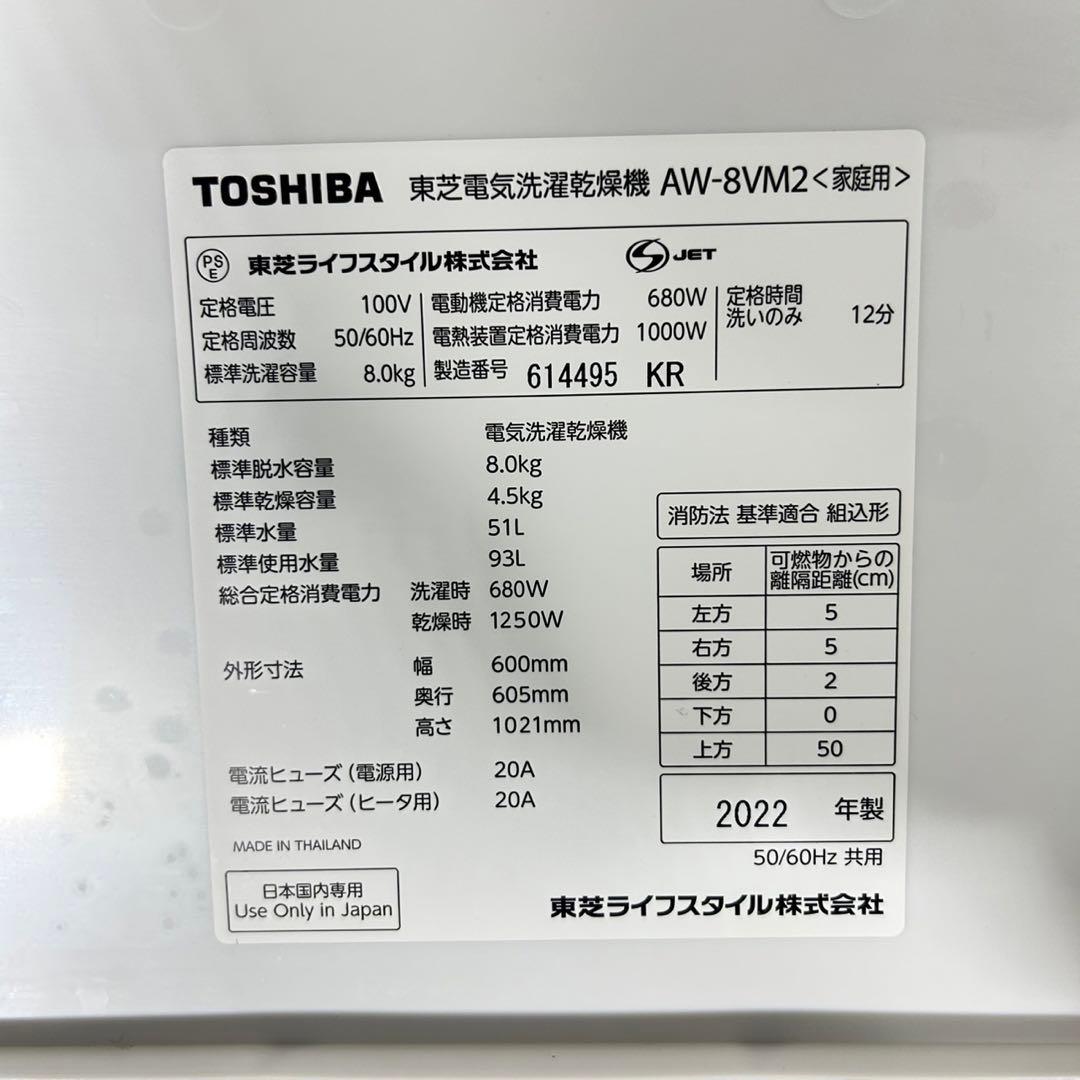 TOSHIBA 東芝電気洗濯乾燥機 AW-8VM2<家庭用>
PS E 東芝ライフスタイル株式会社 S JET
定格電圧 100V 電動機定格消費電力 680W 定格時間
定格周波数 50/60Hz 電熱装置定格消費電力 1000W 洗いのみ 12分
標準洗濯容量 8.0kg 製造番号 614495 KR
種類 電気洗濯乾燥機
標準脱水容量 8.0kg
標準乾燥容量 4.5kg
標準水量 51L
標準使用水量 93L
総合定格消費電力 洗濯時 680W
乾燥時 1250W
外形寸法 幅 600mm
奥行 605mm
高さ 1021mm
電流ヒューズ(電源用) 20A
電流ヒューズ(ヒータ用) 20A
MADE IN THAILAND
日本国内専用
Use Only in Japan
消防法 基準適合 組込形
場所 可燃物からの
離隔距離(cm)
左方 5
右方 5
後方 2
下方 0
上方 50
2022 年製
50/60Hz 共用
東芝ライフスタイル株式会社